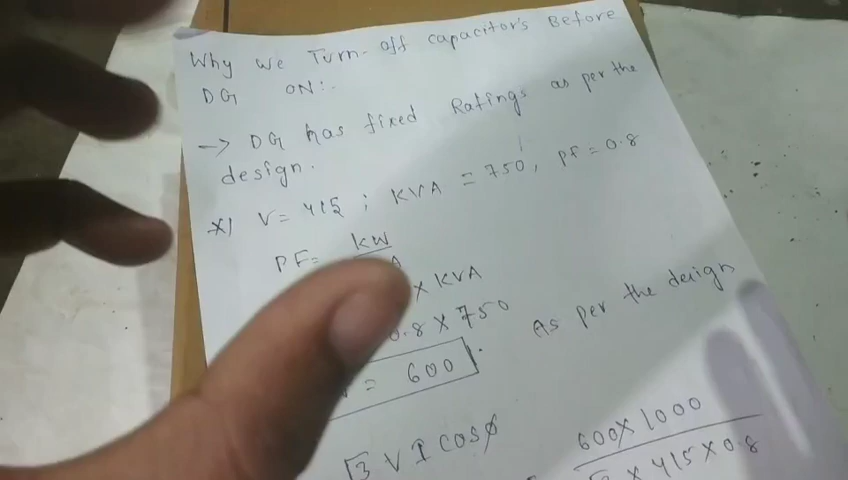 Why we Turn-off capacitor's Before
DG ON:-
-> DG has fixed Ratings as per the
design.
*) V= 415 ; KVA = 750, pf = 0.8
PF= KW
A
x KVA
0.8 x 750
= 600
As per the design
√3 V I cosϕ
600x 1000
x 415 x 0.8